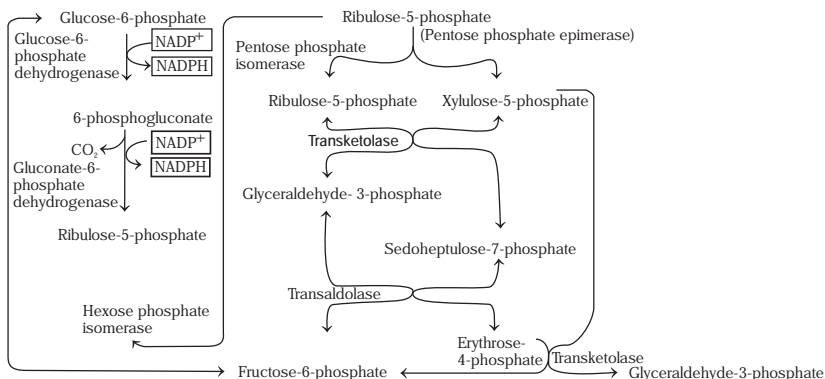 Glucose-6-phosphate
Glucose-6-
phosphate
dehydrogenase
NADP+
NADPH
6-phosphogluconate
CO2
NADP+
NADPH
Gluconate-6-
phosphate
dehydrogenase
Ribulose-5-phosphate
Hexose phosphate
isomerase
Ribulose-5-phosphate
(Pentose phosphate epimerase)
Pentose phosphate
isomerase
Ribulose-5-phosphate
Xylulose-5-phosphate
Transketolase
Glyceraldehyde- 3-phosphate
Sedoheptulose-7-phosphate
Transaldolase
Erythrose-
4-phosphate
Transketolase
Fructose-6-phosphate
Glyceraldehyde-3-phosphate